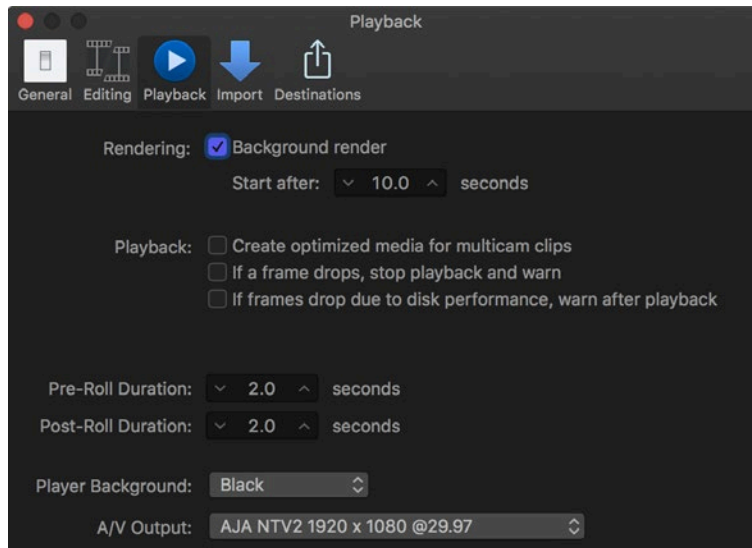 Playback
General Editing Playback Import Destinations
Rendering: Background render
Start after: 10.0 seconds
Playback: Create optimized media for multicam clips
If a frame drops, stop playback and warn
If frames drop due to disk performance, warn after playback
Pre-Roll Duration: 2.0 seconds
Post-Roll Duration: 2.0 seconds
Player Background: Black
A/V Output: AJA NTV2 1920 x 1080 @29.97